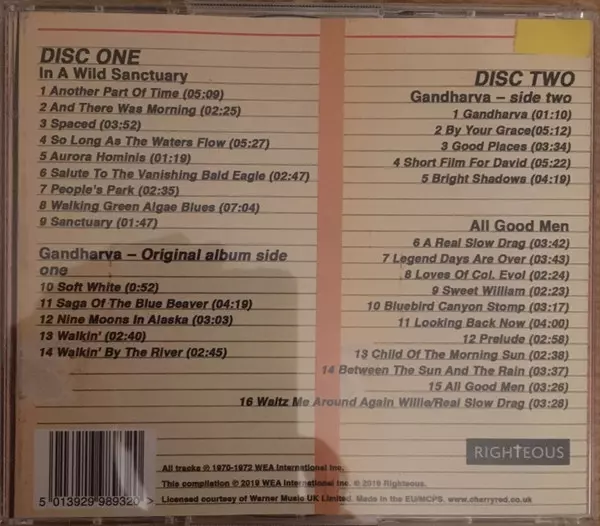 DISC ONE
In A Wild Sanctuary
1 Another Part Of Time (05:09)
2 And There Was Morning (02:25)
3 Spaced (03:52)
4 So Long As The Waters Flow (05:27)
5 Aurora Hominis (01:19)
6 Salute To The Vanishing Bald Eagle (02:47)
7 People's Park (02:35)
8 Walking Green Algae Blues (07:04)
9 Sanctuary (01:47)
Gandharva – Original album side
one
10 Soft White (0:52)
11 Saga Of The Blue Beaver (04:19)
12 Nine Moons In Alaska (03:03)
13 Walkin' (02:40)
14 Walkin' By The River (02:45)
DISC TWO
Gandharva – side two
1 Gandharva (01:10)
2 By Your Grace(05:12)
3 Good Places (03:34)
4 Short Film For David (05:22)
5 Bright Shadows (04:19)
All Good Men
6 A Real Slow Drag (03:42)
7 Legend Days Are Over (03:43)
8 Loves Of Col. Evol (02:24)
9 Sweet William (02:23)
10 Bluebird Canyon Stomp (03:17)
11 Looking Back Now (04:00)
12 Prelude (02:58)
13 Child Of The Morning Sun (02:38)
14 Between The Sun And The Rain (03:37)
15 All Good Men (03:26)
16 Waltz Me Around Again Willie/Real Slow Drag (03:26)
RIGHTEOUS
All tracks ℗ 1970-1972 WEA International Inc.
This compilation ℗ 2019 WEA International Inc. © 2019 Righteous.
Licensed courtesy of Warner Music UK Limited. Made in the EU/MCPS. www.cherryred.co.uk
5 013929 989320 >